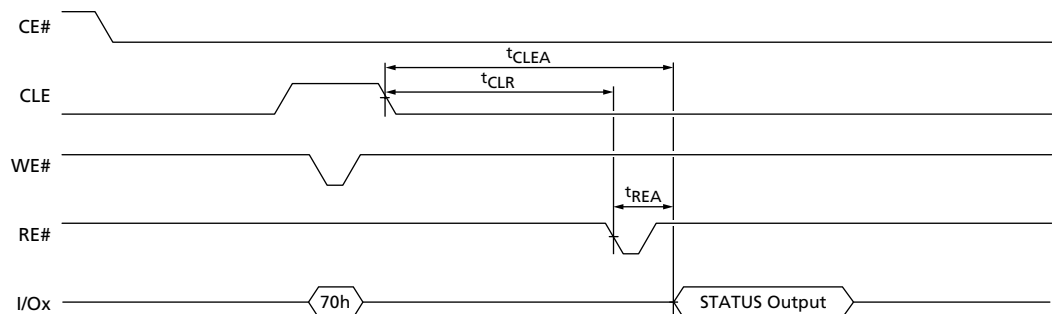 CE#
tCLEA
tCLR
CLE
WE#
tREA
RE#
I/Ox 70h STATUS Output